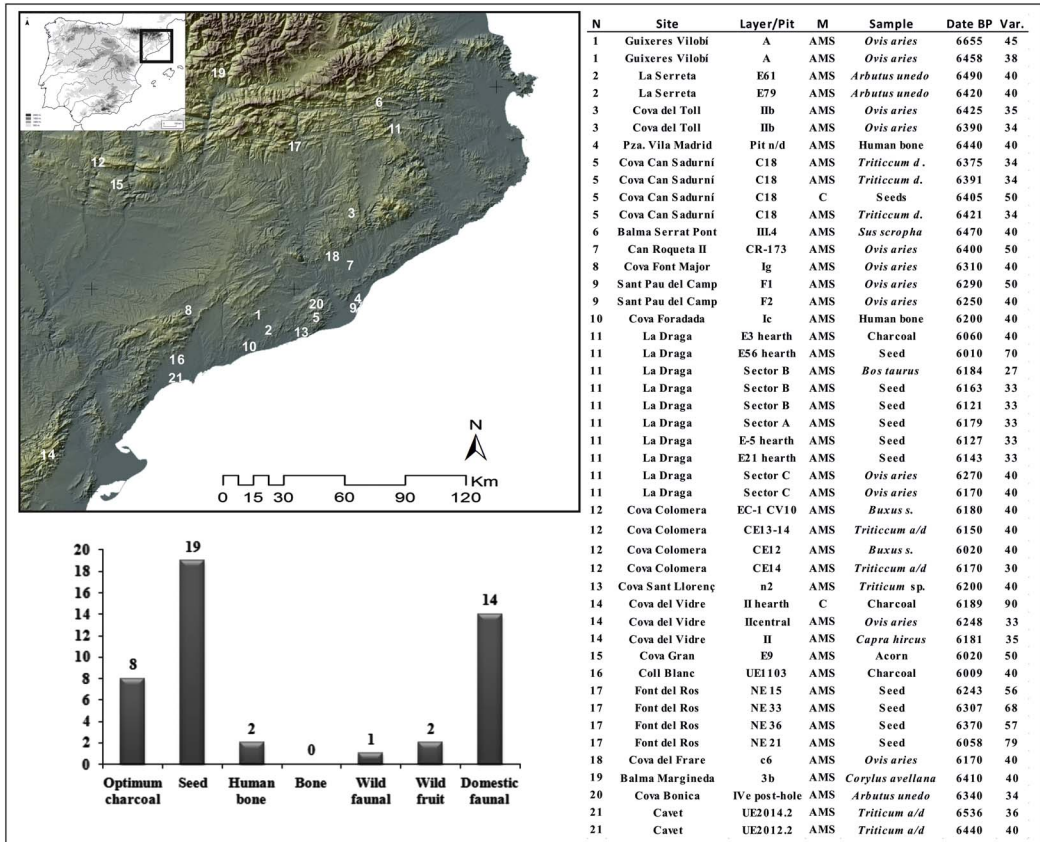 19
6
11
17
12
15
3
18
7
8
4
9
20
1
5
2
13
10
16
21
14
N
Km
0 15 30 60 90 120
20
18
16
14
12
10
8
6
4
2
0
8
19
2
0
1
2
14
Optimum charcoal
Seed
Human bone
Bone
Wild faunal
Wild fruit
Domestic faunal
N Site Layer/Pit M Sample Date BP Var.
1 Guixeres Vilobí A AMS Ovis aries 6655 45
1 Guixeres Vilobí A AMS Ovis aries 6458 38
2 La Serreta E61 AMS Arbutus unedo 6490 40
2 La Serreta E79 AMS Arbutus unedo 6420 40
3 Cova del Toll IIb AMS Ovis aries 6425 35
3 Cova del Toll IIb AMS Ovis aries 6390 34
4 Pza. Vila Madrid Pit n/d AMS Human bone 6440 40
5 Cova Can Sadurní C18 AMS Triticcum d . 6375 34
5 Cova Can Sadurní C18 AMS Triticcum d. 6391 34
5 Cova Can Sadurní C18 C Seeds 6405 50
5 Cova Can Sadurní C18 AMS Triticcum d. 6421 34
6 Balma Serrat Pont III.4 AMS Sus scropha 6470 40
7 Can Roqueta II CR-173 AMS Ovis aries 6400 50
8 Cova Font Major Ig AMS Ovis aries 6310 40
9 Sant Pau del Camp F1 AMS Ovis aries 6290 50
9 Sant Pau del Camp F2 AMS Ovis aries 6250 40
10 Cova Foradada Ic AMS Human bone 6200 40
11 La Draga E3 hearth AMS Charcoal 6060 40
11 La Draga E56 hearth AMS Seed 6010 70
11 La Draga Sector B AMS Bos taurus 6184 27
11 La Draga Sector B AMS Seed 6163 33
11 La Draga Sector B AMS Seed 6121 33
11 La Draga Sector A AMS Seed 6179 33
11 La Draga E-5 hearth AMS Seed 6127 33
11 La Draga E21 hearth AMS Seed 6143 33
11 La Draga Sector C AMS Ovis aries 6270 40
11 La Draga Sector C AMS Ovis aries 6170 40
12 Cova Colomera EC-1 CV10 AMS Buxus s. 6180 40
12 Cova Colomera CE13-14 AMS Triticcum a/d 6150 40
12 Cova Colomera CE12 AMS Buxus s. 6020 40
12 Cova Colomera CE14 AMS Triticcum a/d 6170 30
13 Cova Sant Llorenç n2 AMS Triticum sp. 6200 40
14 Cova del Vidre II hearth C Charcoal 6189 90
14 Cova del Vidre IIcentral AMS Ovis aries 6248 33
14 Cova del Vidre II AMS Capra hircus 6181 35
15 Cova Gran E9 AMS Acorn 6020 50
16 Coll Blanc UE1103 AMS Charcoal 6009 40
17 Font del Ros NE 15 AMS Seed 6243 56
17 Font del Ros NE 33 AMS Seed 6307 68
17 Font del Ros NE 36 AMS Seed 6370 57
17 Font del Ros NE 21 AMS Seed 6058 79
18 Cova del Frare c6 AMS Ovis aries 6170 40
19 Balma Margineda 3b AMS Corylus avellana 6410 40
20 Cova Bonica IVe post-hole AMS Arbutus unedo 6340 34
21 Cavet UE2014.2 AMS Triticum a/d 6536 36
21 Cavet UE2012.2 AMS Triticum a/d 6440 40